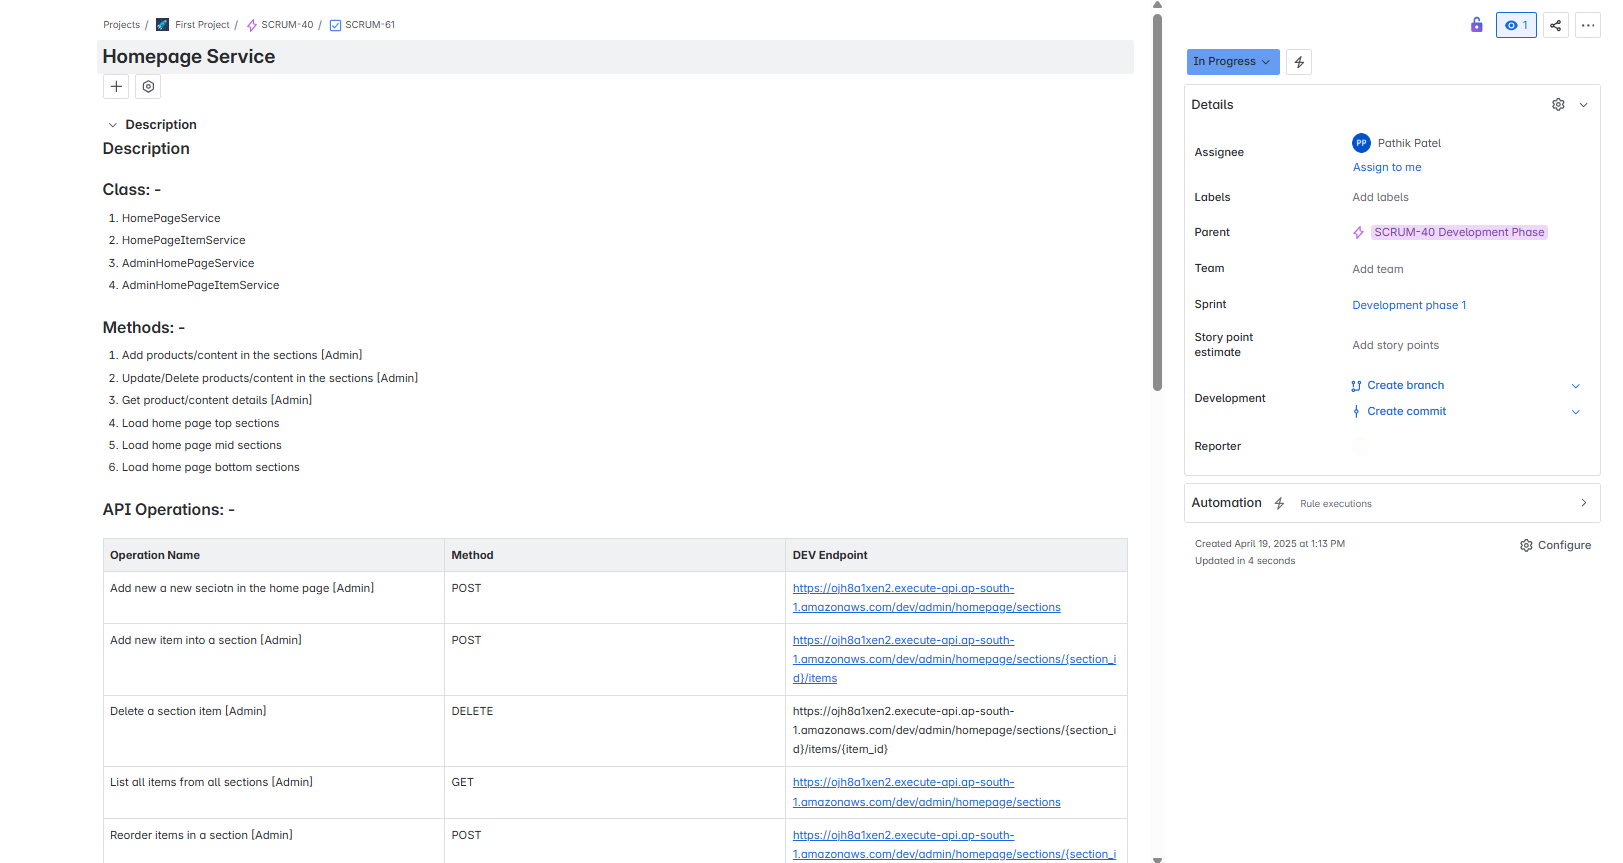 Projects / First Project / SCRUM-40 / SCRUM-61
Homepage Service
Description
Description
Class: -
1. HomePageService
2. HomePageItemService
3. AdminHomePageService
4. AdminHomePageItemService
Methods: -
1. Add products/content in the sections [Admin]
2. Update/Delete products/content in the sections [Admin]
3. Get product/content details [Admin]
4. Load home page top sections
5. Load home page mid sections
6. Load home page bottom sections
API Operations: -
Operation Name Method DEV Endpoint
Add new a new seciotn in the home page [Admin] POST https://ojh8a1xen2.execute-api.ap-south-
1.amazonaws.com/dev/admin/homepage/sections
Add new item into a section [Admin] POST https://ojh8a1xen2.execute-api.ap-south-
1.amazonaws.com/dev/admin/homepage/sections/{section_i
d}/items
Delete a section item [Admin] DELETE https://ojh8a1xen2.execute-api.ap-south-
1.amazonaws.com/dev/admin/homepage/sections/{section_i
d}/items/{item_id}
List all items from all sections [Admin] GET https://ojh8a1xen2.execute-api.ap-south-
1.amazonaws.com/dev/admin/homepage/sections
Reorder items in a section [Admin] POST https://ojh8a1xen2.execute-api.ap-south-
1.amazonaws.com/dev/admin/homepage/sections/{section_i
1
In Progress
Details
Assignee
PP Pathik Patel
Assign to me
Labels Add labels
Parent SCRUM-40 Development Phase
Team Add team
Sprint Development phase 1
Story point
estimate
Add story points
Development
Create branch
Create commit
Reporter
Automation Rule executions
Created April 19, 2025 at 1:13 PM
Updated in 4 seconds
Configure